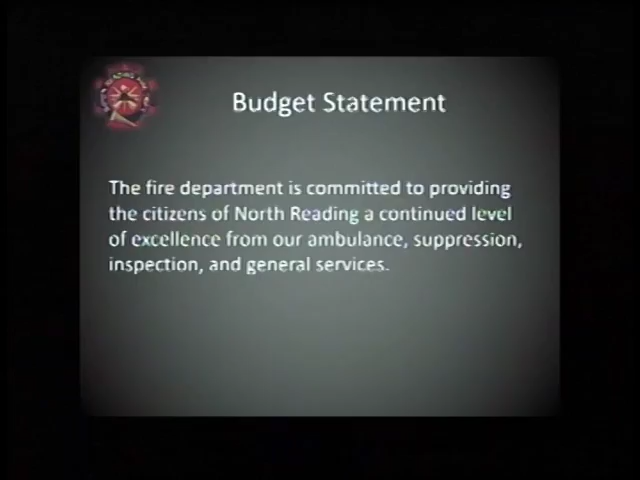 Budget Statement
The fire department is committed to providing
the citizens of North Reading a continued level
of excellence from our ambulance, suppression,
inspection, and general services.